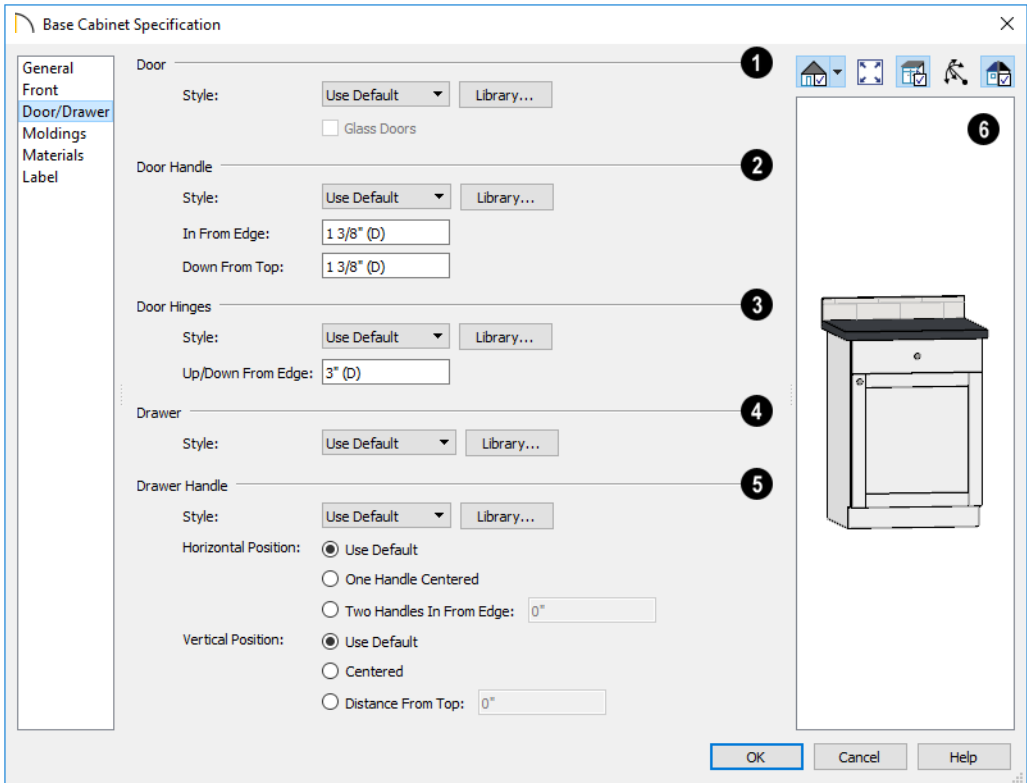 Base Cabinet Specification
General
Front
Door/Drawer
Moldings
Materials
Label
Door 1
Style: Use Default Library...
Glass Doors
Door Handle 2
Style: Use Default Library...
In From Edge: 1 3/8" (D)
Down From Top: 1 3/8" (D)
Door Hinges 3
Style: Use Default Library...
Up/Down From Edge: 3" (D)
Drawer 4
Style: Use Default Library...
Drawer Handle 5
Style: Use Default Library...
Horizontal Position: Use Default
One Handle Centered
Two Handles In From Edge: 0"
Vertical Position: Use Default
Centered
Distance From Top: 0"
6
OK Cancel Help